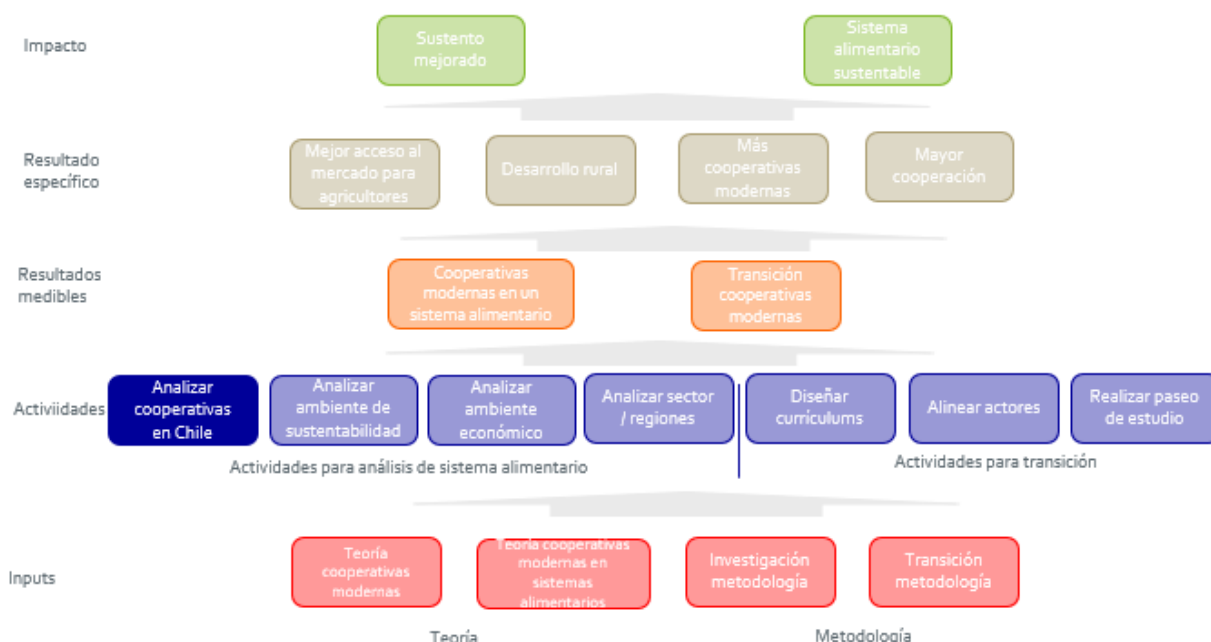 Impacto
Sustento
mejorado
Sistema
alimentario
sustentable
Resultado
específico
Mejor acceso al
mercado para
agricultores
Desarrollo rural
Más
cooperativas
modernas
Mayor
cooperación
Resultados
medibles
Cooperativas
modernas en un
sistema alimentario
Transición
cooperativas
modernas
Activiidades
Analizar
cooperativas
en Chile
Analizar
ambiente de
sustentabilidad
Analizar
ambiente
económico
Analizar sector
/ regiones
Diseñar
currículums
Alinear actores
Realizar paseo
de estudio
Actividades para análisis de sistema alimentario
Actividades para transición
Inputs
Teoría
cooperativas
modernas
Teoría cooperativas
modernas en
sistemas
alimentarios
Investigación
metodología
Transición
metodología
Teoría
Metodología